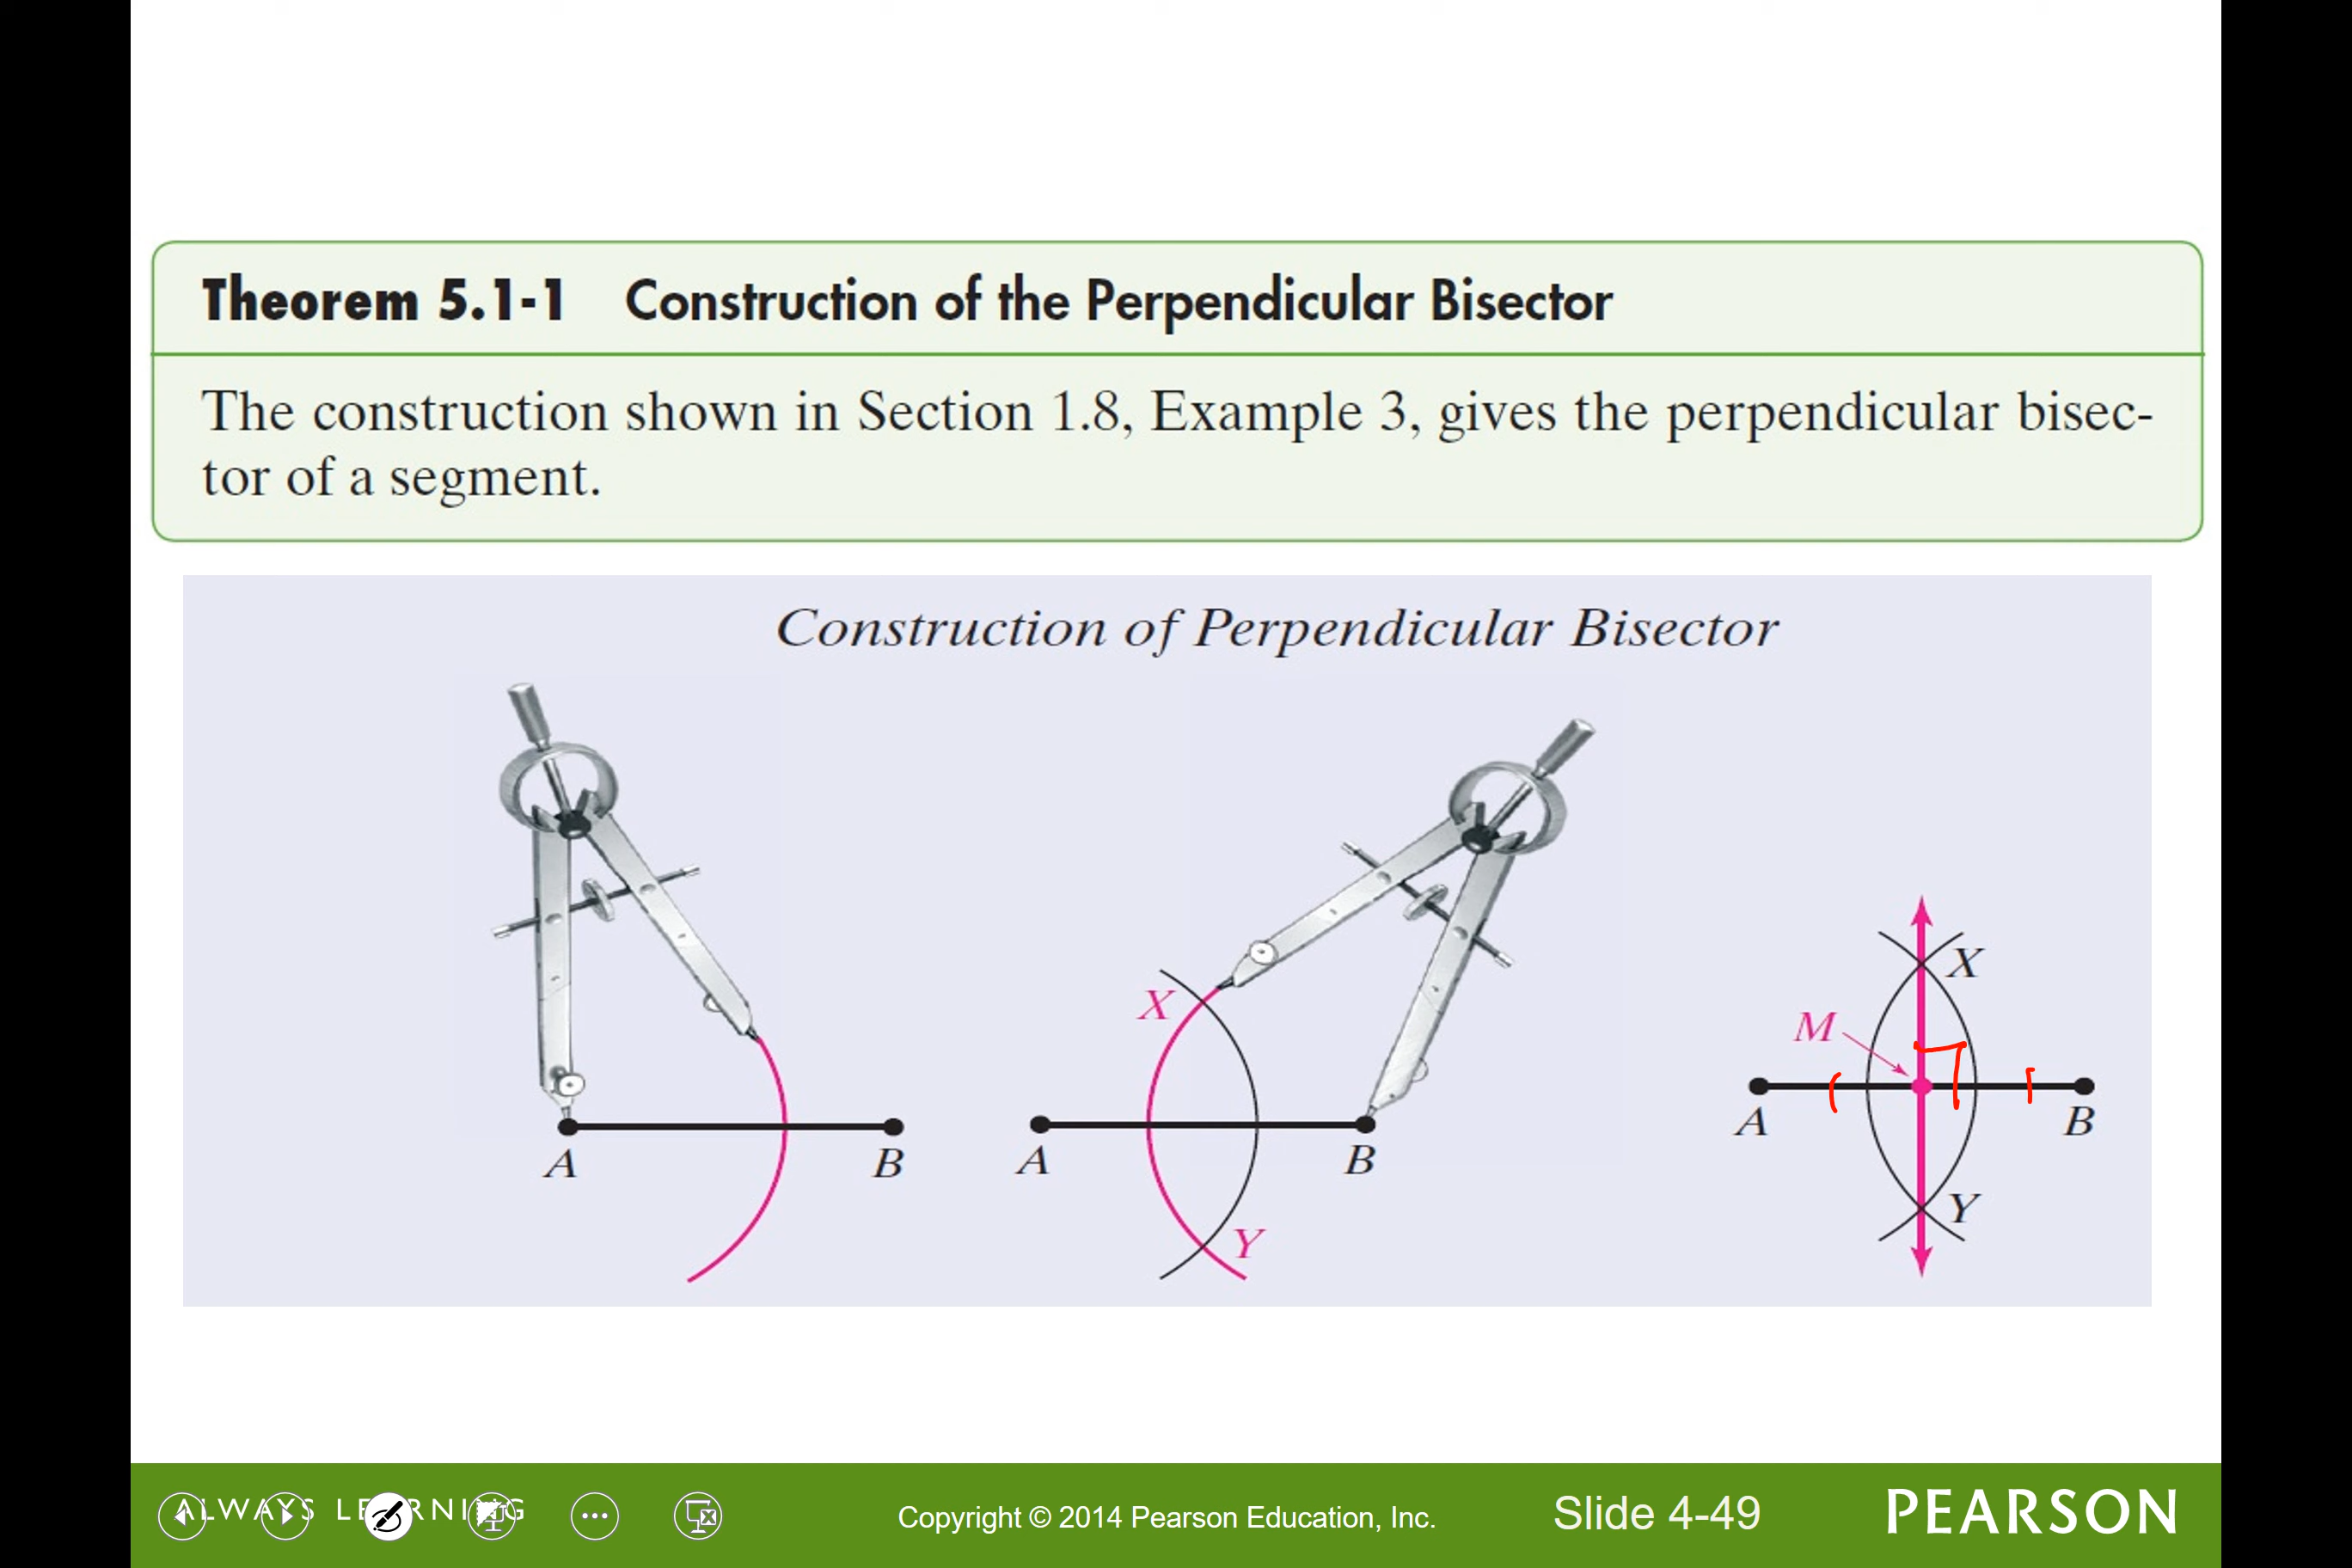 Theorem 5.1-1 Construction of the Perpendicular Bisector
The construction shown in Section 1.8, Example 3, gives the perpendicular bisec-
tor of a segment.
Construction of Perpendicular Bisector
A
B
X
Y
A
B
X
M
A
B
Y
ALWAYS LEARNING
Copyright © 2014 Pearson Education, Inc.
Slide 4-49
PEARSON